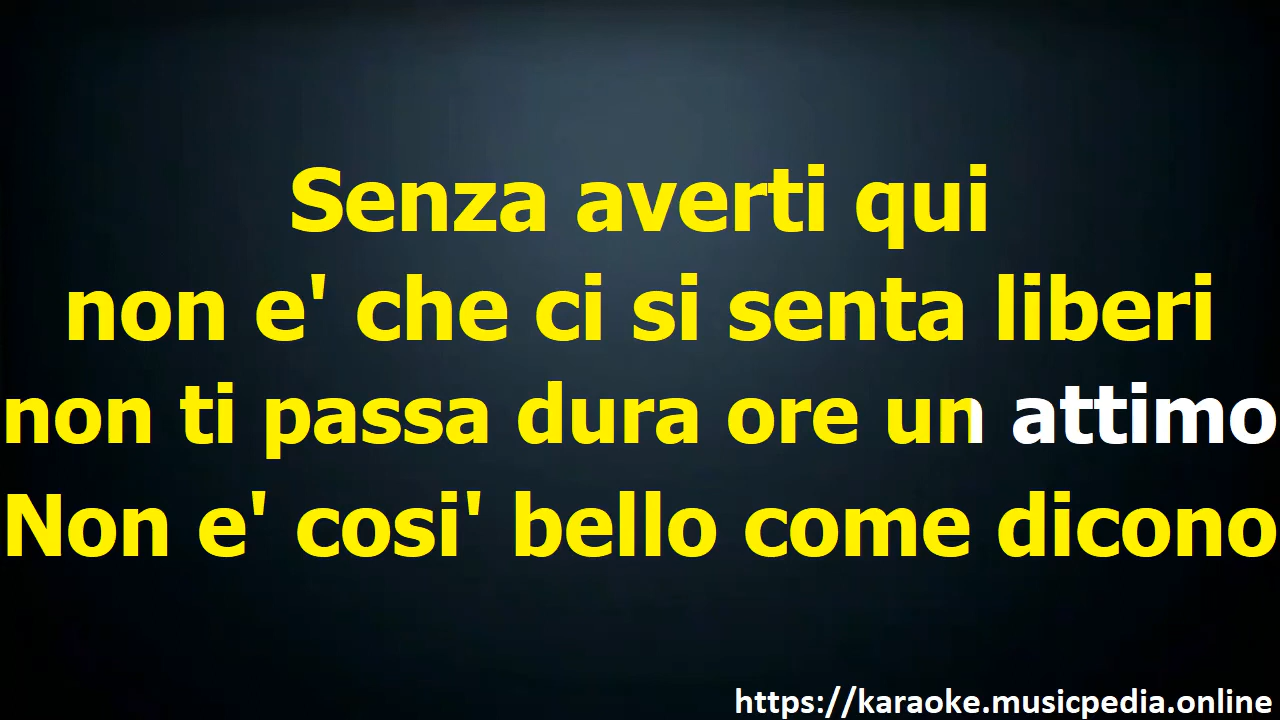 Senza averti qui
non e' che ci si senta liberi
non ti passa dura ore un attimo
Non e' cosi' bello come dicono
https://karaoke.musicpedia.online